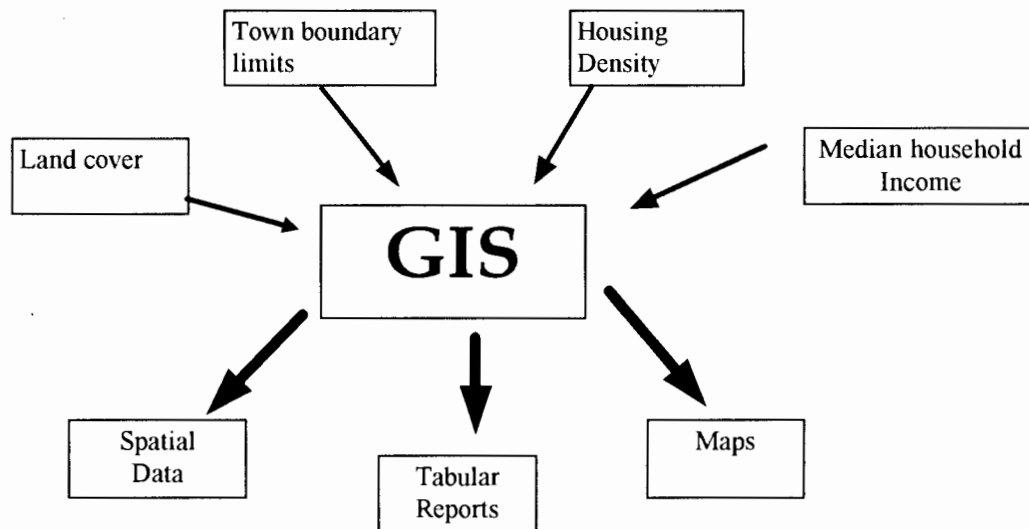 Town boundary
limits
Housing
Density
Land cover
Median household
Income
GIS
Spatial
Data
Tabular
Reports
Maps